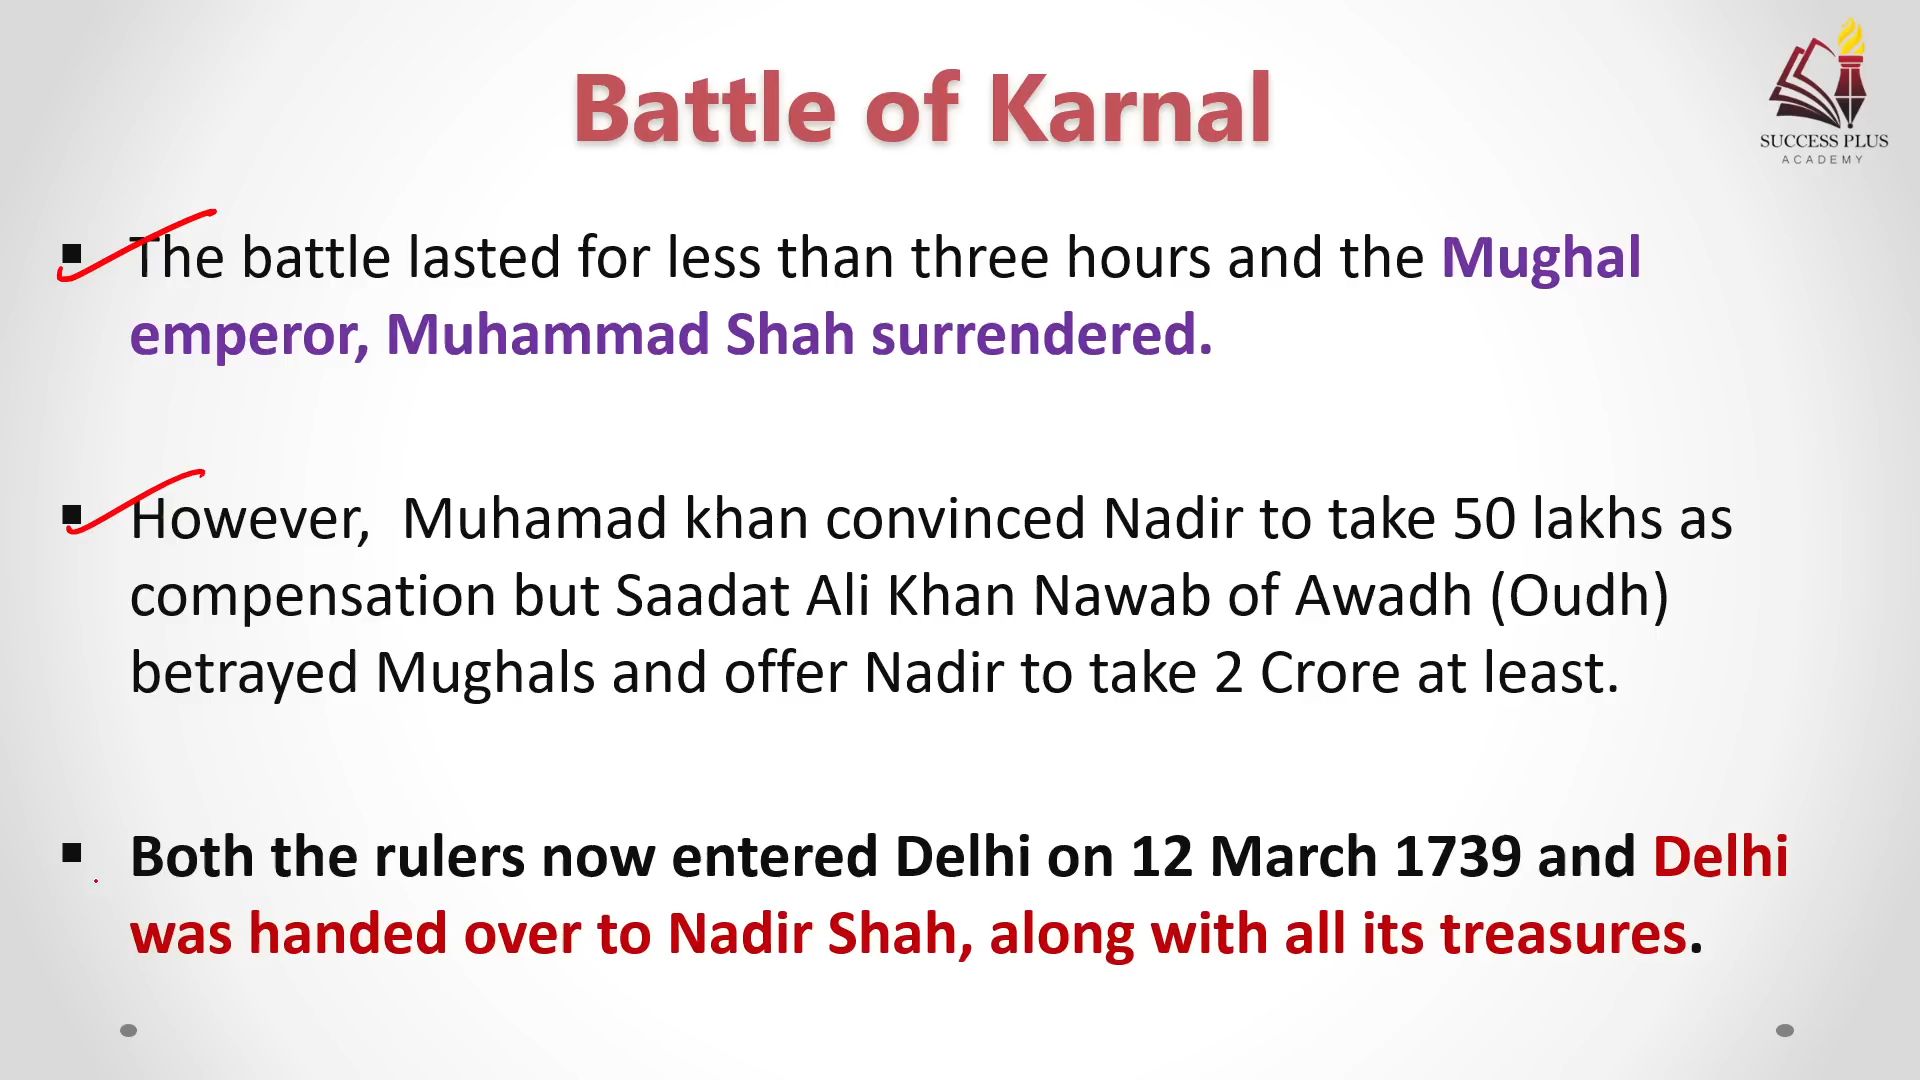 Battle of Karnal
SUCCESS PLUS
ACADEMY
▪ The battle lasted for less than three hours and the Mughal
emperor, Muhammad Shah surrendered.
▪ However,  Muhamad khan convinced Nadir to take 50 lakhs as
compensation but Saadat Ali Khan Nawab of Awadh (Oudh)
betrayed Mughals and offer Nadir to take 2 Crore at least.
▪ Both the rulers now entered Delhi on 12 March 1739 and Delhi
was handed over to Nadir Shah, along with all its treasures.